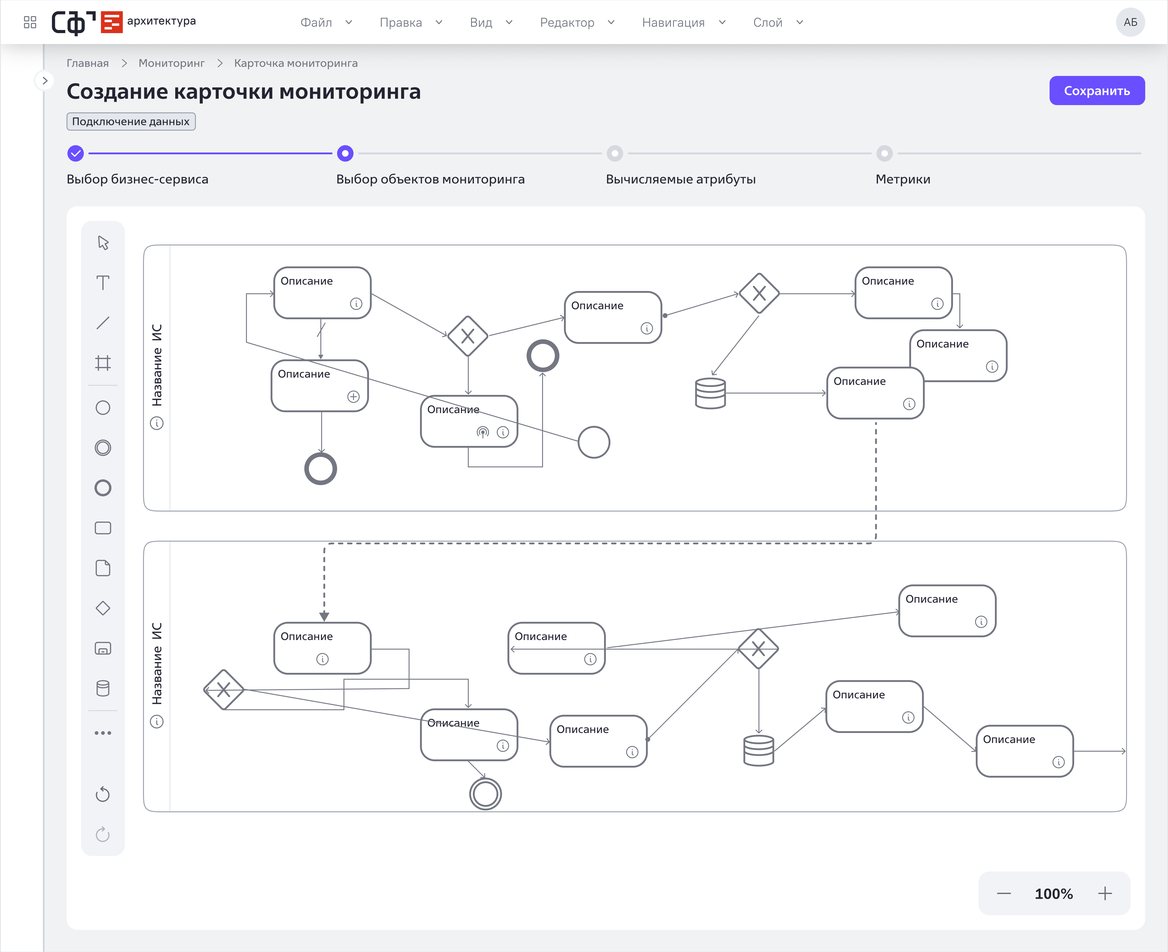 СФ архитектура
Файл Правка Вид Редактор Навигация Слой АБ
Главная Мониторинг Карточка мониторинга
Создание карточки мониторинга
Сохранить
Подключение данных
Выбор бизнес-сервиса Выбор объектов мониторинга Вычисляемые атрибуты Метрики
Название ИС
Описание
Описание
Описание
Описание
Описание
Описание
Описание
Описание
Название ИС
Описание
Описание
Описание
Описание
Описание
Описание
Описание
100%